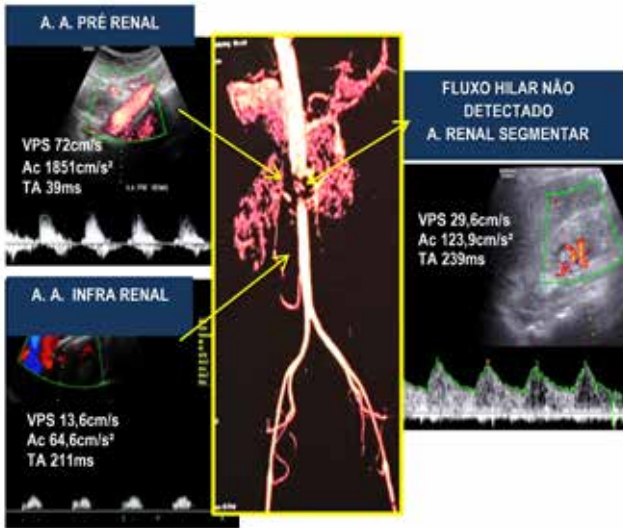 A. A. PRÉ RENAL
VPS 72cm/s
Ac 1851cm/s²
TA 39ms
A. A. INFRA RENAL
VPS 13,6cm/s
Ac 64,6cm/s²
TA 211ms
FLUXO HILAR NÃO
DETECTADO
A. RENAL SEGMENTAR
VPS 29,6cm/s
Ac 123,9cm/s²
TA 239ms